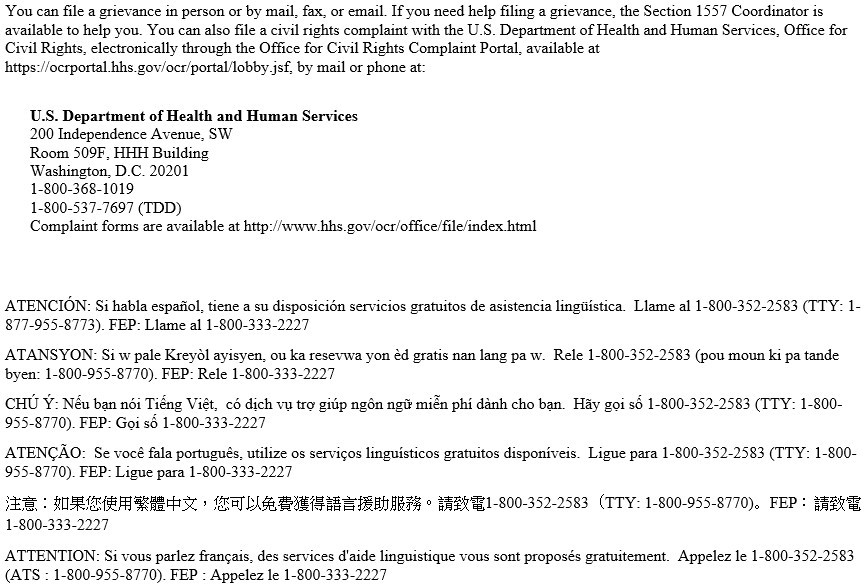 You can file a grievance in person or by mail, fax, or email. If you need help filing a grievance, the Section 1557 Coordinator is
available to help you. You can also file a civil rights complaint with the U.S. Department of Health and Human Services, Office for
Civil Rights, electronically through the Office for Civil Rights Complaint Portal, available at
https://ocrportal.hhs.gov/ocr/portal/lobby.jsf, by mail or phone at:
U.S. Department of Health and Human Services
200 Independence Avenue, SW
Room 509F, HHH Building
Washington, D.C. 20201
1-800-368-1019
1-800-537-7697 (TDD)
Complaint forms are available at http://www.hhs.gov/ocr/office/file/index.html
ATENCIÓN: Si habla español, tiene a su disposición servicios gratuitos de asistencia lingüística.  Llame al 1-800-352-2583 (TTY: 1-
877-955-8773). FEP: Llame al 1-800-333-2227
ATANSYON: Si w pale Kreyòl ayisyen, ou ka resevwa yon èd gratis nan lang pa w.  Rele 1-800-352-2583 (pou moun ki pa tande
byen: 1-800-955-8770). FEP: Rele 1-800-333-2227
CHÚ Ý: Nếu bạn nói Tiếng Việt,  có dịch vụ trợ giúp ngôn ngữ miễn phí dành cho bạn.  Hãy gọi số 1-800-352-2583 (TTY: 1-800-
955-8770). FEP: Gọi số 1-800-333-2227
ATENÇÃO:  Se você fala português, utilize os serviços linguísticos gratuitos disponíveis.  Ligue para 1-800-352-2583 (TTY: 1-800-
955-8770). FEP: Ligue para 1-800-333-2227
注意：如果您使用繁體中文，您可以免費獲得語言援助服務。請致電1-800-352-2583（TTY: 1-800-955-8770)。FEP：請致電
1-800-333-2227
ATTENTION: Si vous parlez français, des services d'aide linguistique vous sont proposés gratuitement.  Appelez le 1-800-352-2583
(ATS : 1-800-955-8770). FEP : Appelez le 1-800-333-2227